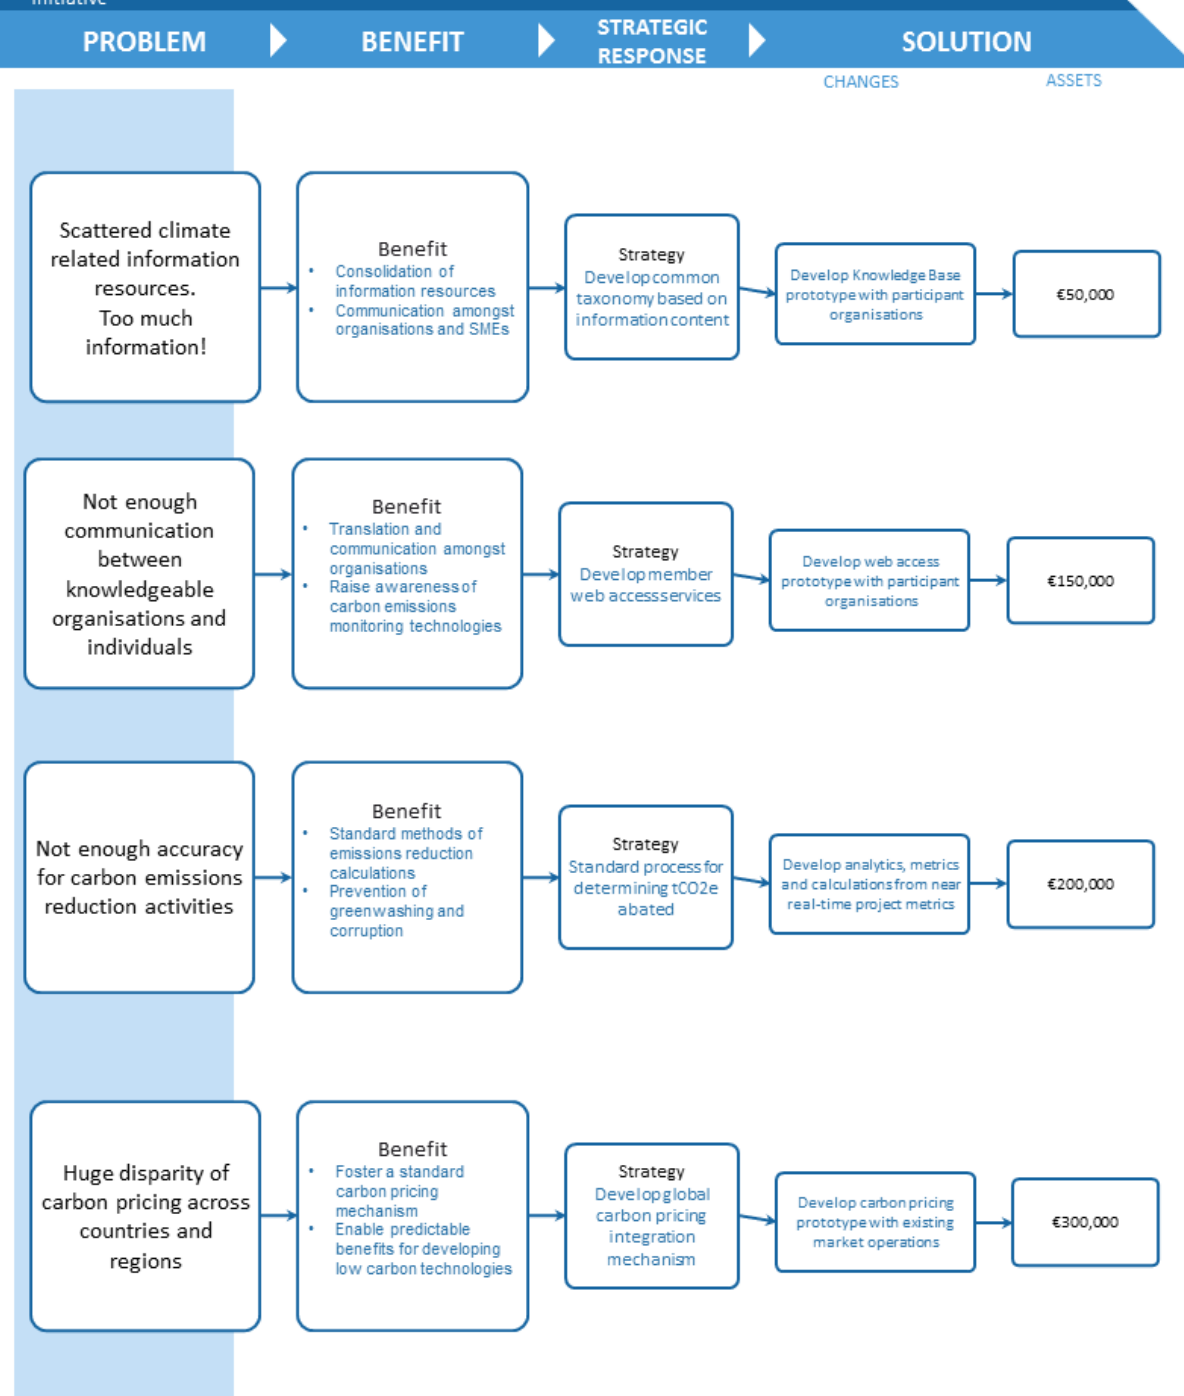 Initiative
PROBLEM
BENEFIT
STRATEGIC
RESPONSE
SOLUTION
CHANGES
ASSETS
Scattered climate
related information
resources.
Too much
information!
Benefit
• Consolidation of
information resources
• Communication amongst
organisations and SMEs
Strategy
Develop common
taxonomy based on
information content
Develop Knowledge Base
prototype with participant
organisations
€50,000
Not enough
communication
between
knowledgeable
organisations and
individuals
Benefit
• Translation and
communication amongst
organisations
• Raise awareness of
carbon emissions
monitoring technologies
Strategy
Develop member
web access services
Develop web access
prototype with participant
organisations
€150,000
Not enough accuracy
for carbon emissions
reduction activities
Benefit
• Standard methods of
emissions reduction
calculations
• Prevention of
greenwashing and
corruption
Strategy
Standard process for
determining tCO2e
abated
Develop analytics, metrics
and calculations from near
real-time project metrics
€200,000
Huge disparity of
carbon pricing across
countries and
regions
Benefit
• Foster a standard
carbon pricing
mechanism
• Enable predictable
benefits for developing
low carbon technologies
Strategy
Develop global
carbon pricing
integration
mechanism
Develop carbon pricing
prototype with existing
market operations
€300,000